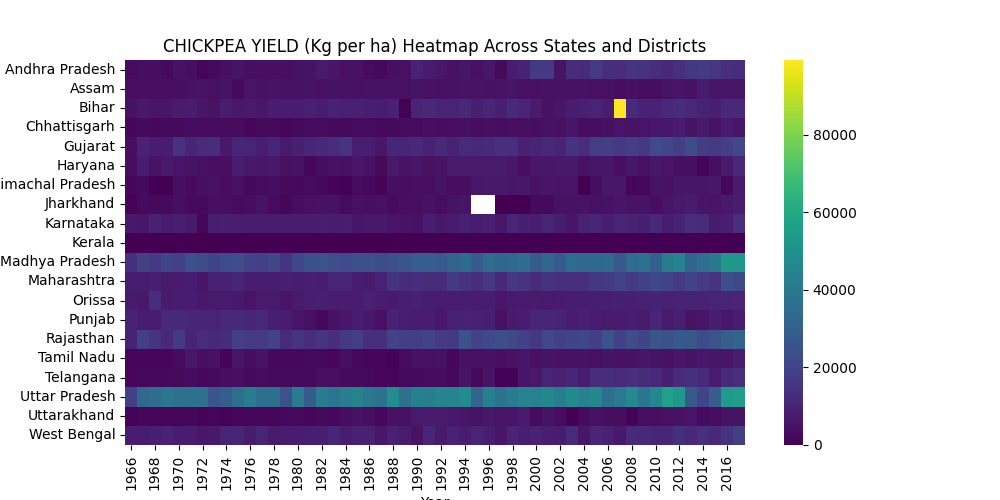 CHICKPEA YIELD (Kg per ha) Heatmap Across States and Districts
Andhra Pradesh
Assam
Bihar
Chhattisgarh
Gujarat
Haryana
imachal Pradesh
Jharkhand
Karnataka
Kerala
Madhya Pradesh
Maharashtra
Orissa
Punjab
Rajasthan
Tamil Nadu
Telangana
Uttar Pradesh
Uttarakhand
West Bengal
1966 1968 1970 1972 1974 1976 1978 1980 1982 1984 1986 1988 1990 1992 1994 1996 1998 2000 2002 2004 2006 2008 2010 2012 2014 2016
Year
80000
60000
40000
20000
0